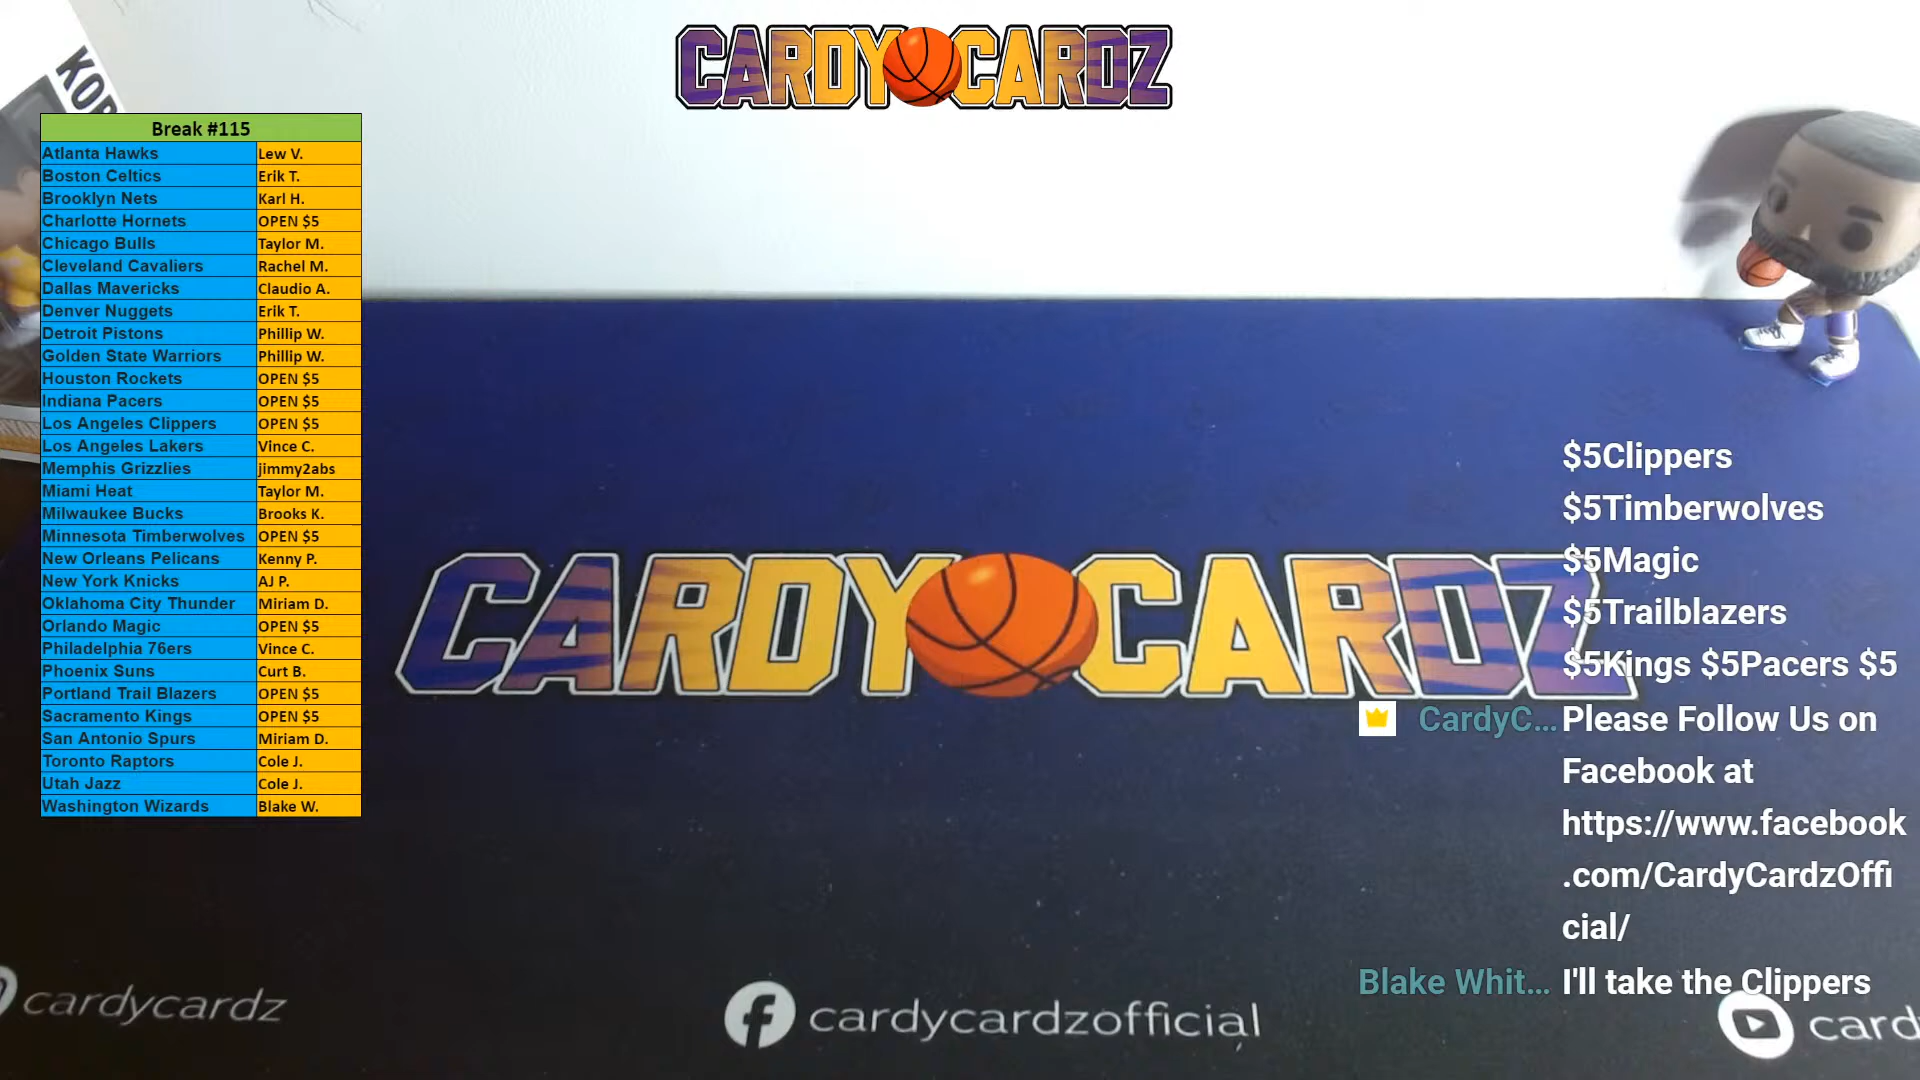 CARDY CARDZ
KOB
Break #115
Atlanta Hawks Lew V.
Boston Celtics Erik T.
Brooklyn Nets Karl H.
Charlotte Hornets OPEN $5
Chicago Bulls Taylor M.
Cleveland Cavaliers Rachel M.
Dallas Mavericks Claudio A.
Denver Nuggets Erik T.
Detroit Pistons Phillip W.
Golden State Warriors Phillip W.
Houston Rockets OPEN $5
Indiana Pacers OPEN $5
Los Angeles Clippers OPEN $5
Los Angeles Lakers Vince C.
Memphis Grizzlies jimmy2abs
Miami Heat Taylor M.
Milwaukee Bucks Brooks K.
Minnesota Timberwolves OPEN $5
New Orleans Pelicans Kenny P.
New York Knicks AJ P.
Oklahoma City Thunder Miriam D.
Orlando Magic OPEN $5
Philadelphia 76ers Vince C.
Phoenix Suns Curt B.
Portland Trail Blazers OPEN $5
Sacramento Kings OPEN $5
San Antonio Spurs Miriam D.
Toronto Raptors Cole J.
Utah Jazz Cole J.
Washington Wizards Blake W.
CARDY CARDZ
$5Clippers
$5Timberwolves
$5Magic
$5Trailblazers
$5Kings $5Pacers $5
CardyC... Please Follow Us on
Facebook at
https://www.facebook
.com/CardyCardzOffi
cial/
Blake Whit... I'll take the Clippers
cardycardz
cardycardzofficial
card